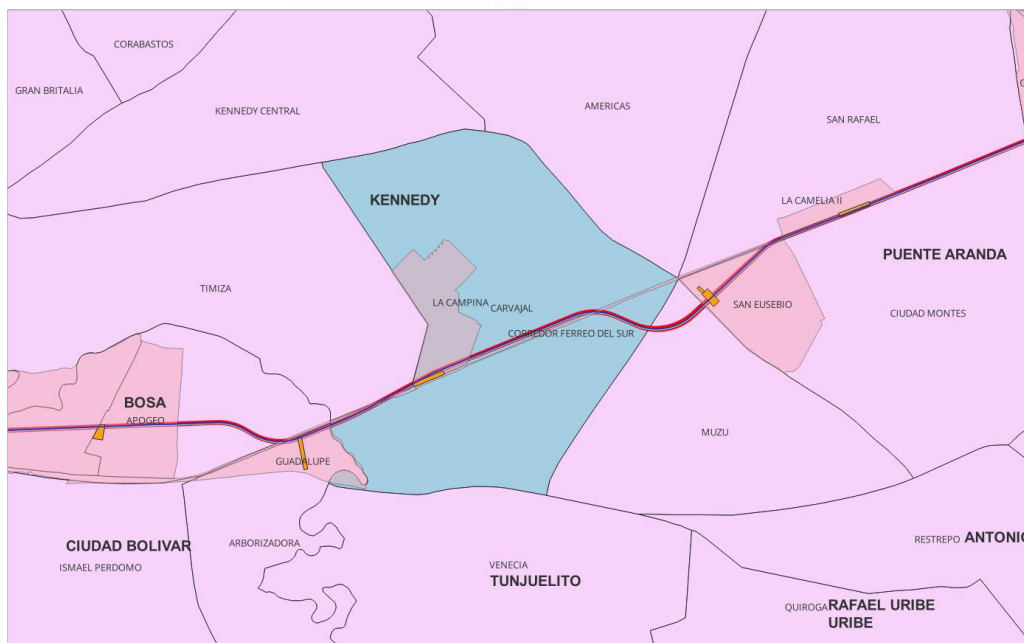 CORABASTOS
GRAN BRITALIA
KENNEDY CENTRAL
AMERICAS
SAN RAFAEL
KENNEDY
LA CAMELIA II
PUENTE ARANDA
TIMIZA
LA CAMPINA
CARVAJAL
SAN EUSEBIO
CIUDAD MONTES
CORREDOR FERREO DEL SUR
BOSA
APOGEO
MUZU
GUADALUPE
CIUDAD BOLIVAR
ARBORIZADORA
RESTREPO
ANTONIO
ISMAEL PERDOMO
VENECIA
TUNJUELITO
QUIROGA
RAFAEL URIBE
URIBE